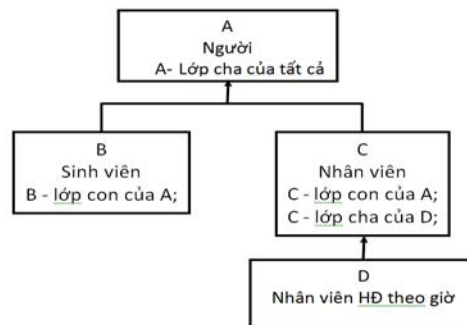 A
Người
A- Lớp cha của tất cả
B
Sinh viên
B - lớp con của A;
C
Nhân viên
C - lớp con của A;
C - lớp cha của D;
D
Nhân viên HĐ theo giờ